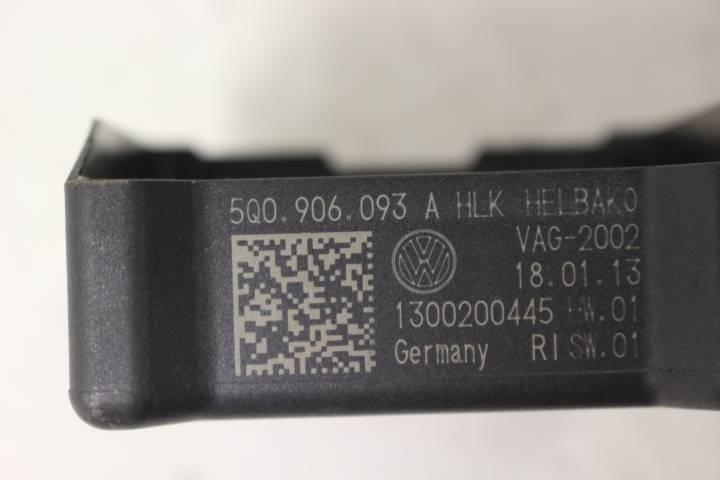 5Q0.906.093 A HLK HELBAKO
VAG-2002
18.01.13
1300200445 HW.01
Germany RI SW.01